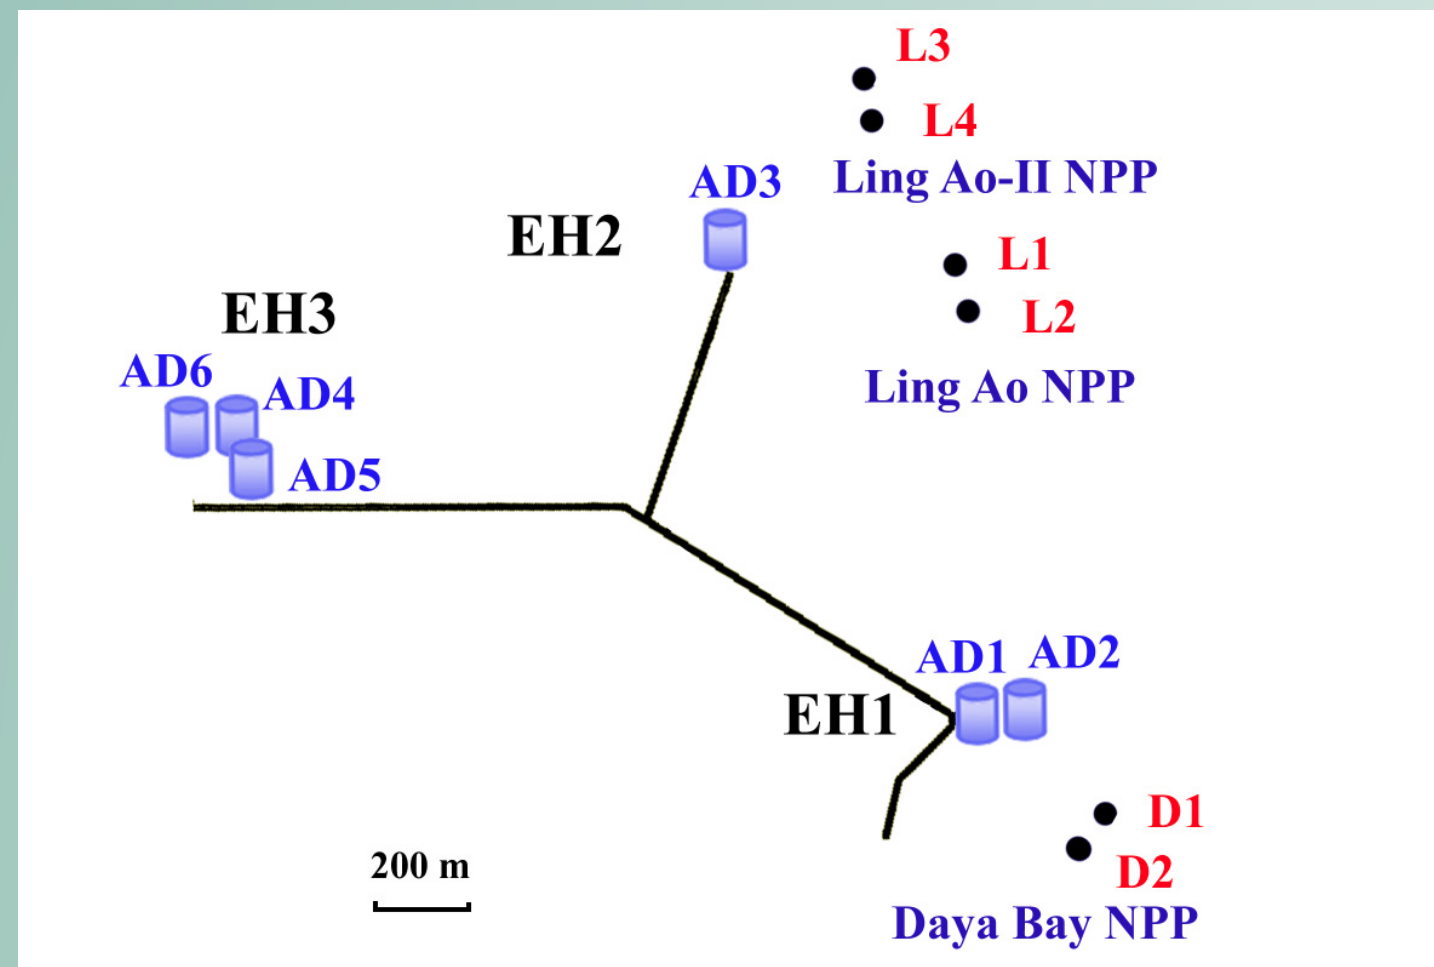 L3
L4
Ling Ao-II NPP
AD3
EH2
L1
L2
Ling Ao NPP
EH3
AD6
AD4
AD5
AD1 AD2
EH1
D1
D2
Daya Bay NPP
200 m